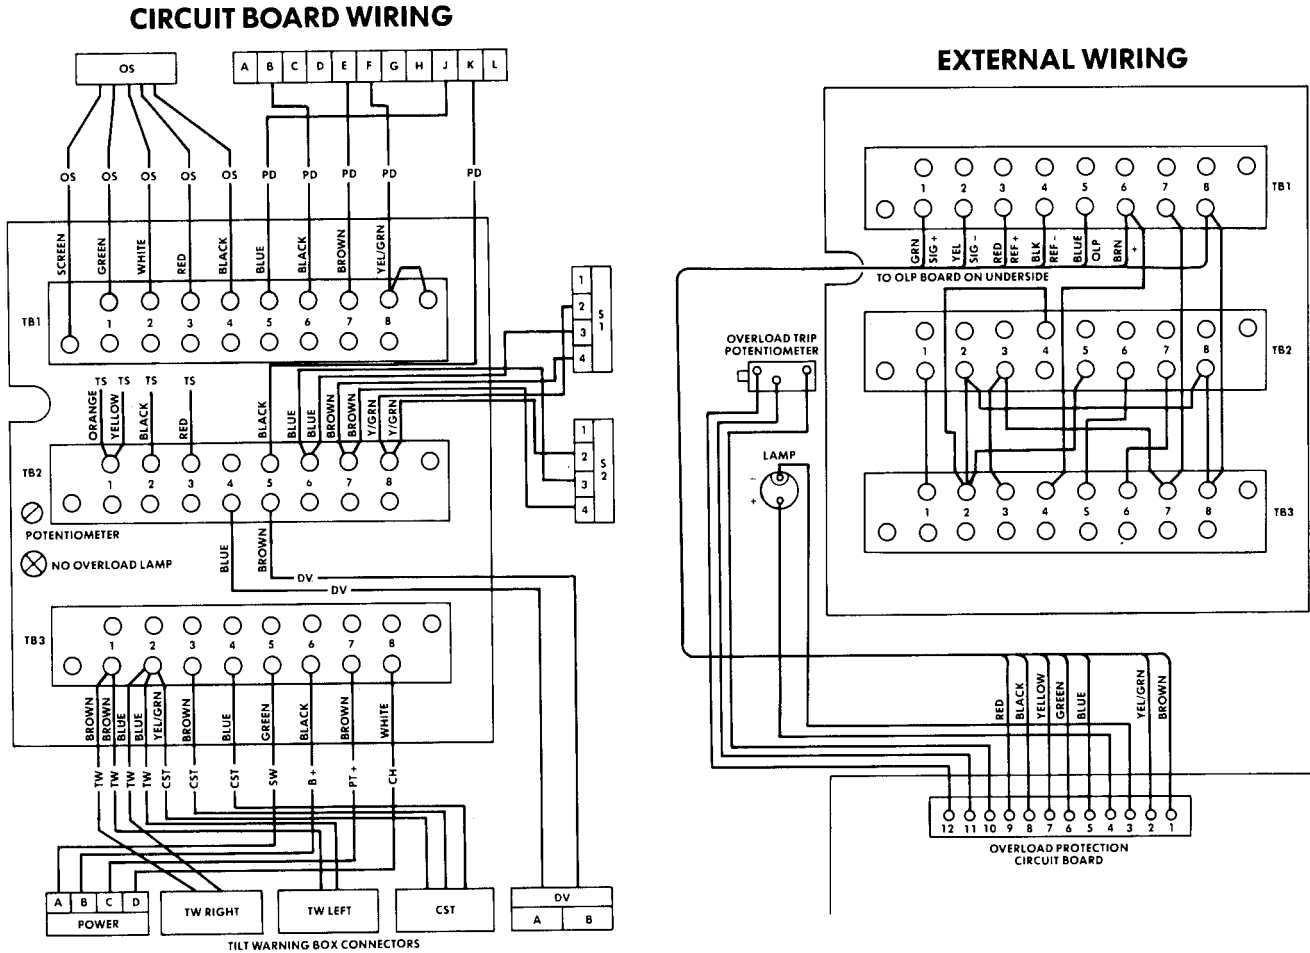 CIRCUIT BOARD WIRING
OS
A B C D E F G H J K L
OS OS OS OS OS PD PD PD PD PD
SCREEN GREEN WHITE RED BLACK BLUE BLACK BROWN YEL/GRN
TB1
1 2 3 4 5 6 7 8
1
2
3
4
S1
TS TS TS TS
ORANGE YELLOW BLACK RED BLACK BLUE BLUE BROWN BROWN Y/GRN Y/GRN
TB2
1 2 3 4 5 6 7 8
1
2
3
4
S2
POTENTIOMETER
NO OVERLOAD LAMP
BLUE BROWN
DV
DV
TB3
1 2 3 4 5 6 7 8
BROWN BROWN BLUE BLUE YEL/GRN BROWN BLUE GREEN BLACK BROWN WHITE
TW TW TW TW CST CST CST SW B+ PT+ CH
A B C D
POWER
TW RIGHT
TW LEFT
CST
DV
A B
TILT WARNING BOX CONNECTORS
EXTERNAL WIRING
1 2 3 4 5 6 7 8
TB1
GRN YEL RED BLK BLUE BRN
SIG + SIG - REF + REF - OLP +
TO OLP BOARD ON UNDERSIDE
1 2 3 4 5 6 7 8
TB2
OVERLOAD TRIP
POTENTIOMETER
LAMP
-
+
1 2 3 4 S 6 7 8
TB3
RED BLACK YELLOW GREEN BLUE YEL/GRN BROWN
12 11 10 9 8 7 6 5 4 3 2 1
OVERLOAD PROTECTION
CIRCUIT BOARD